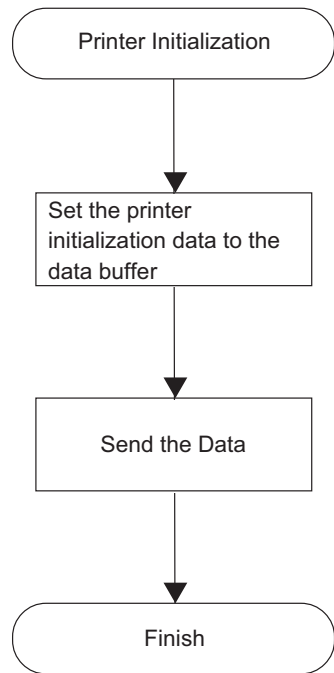 Printer Initialization
Set the printer
initialization data to the
data buffer
Send the Data
Finish